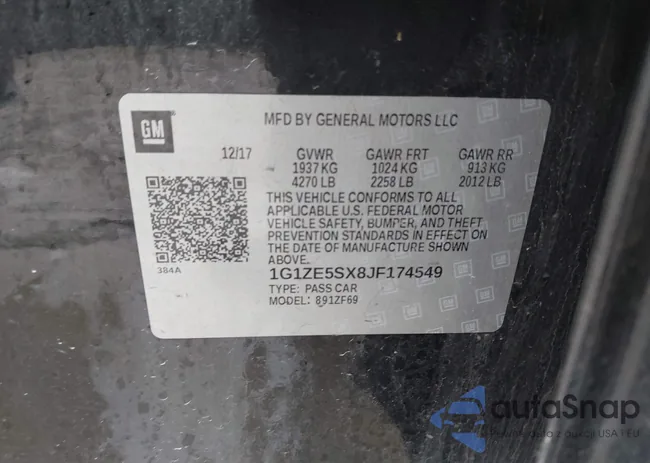 GM
MFD BY GENERAL MOTORS LLC
12/17 GVWR GAWR FRT GAWR RR
1937 KG 1024 KG 913 KG
4270 LB 2258 LB 2012 LB
THIS VEHICLE CONFORMS TO ALL
APPLICABLE U.S. FEDERAL MOTOR
VEHICLE SAFETY, BUMPER, AND THEFT
PREVENTION STANDARDS IN EFFECT ON
THE DATE OF MANUFACTURE SHOWN
ABOVE.
384A
1G1ZE5SX8JF174549
TYPE: PASS CAR
MODEL: 891ZF69
autoSnap
z aukcji USA i EU